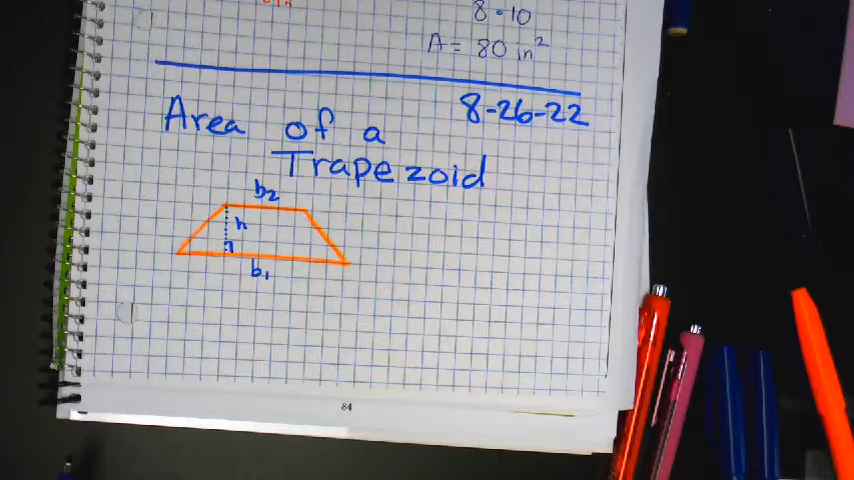 8 · 10
A = 80 in²
8-26-22
Area of a
Trapezoid
b₂
h
b₁
84